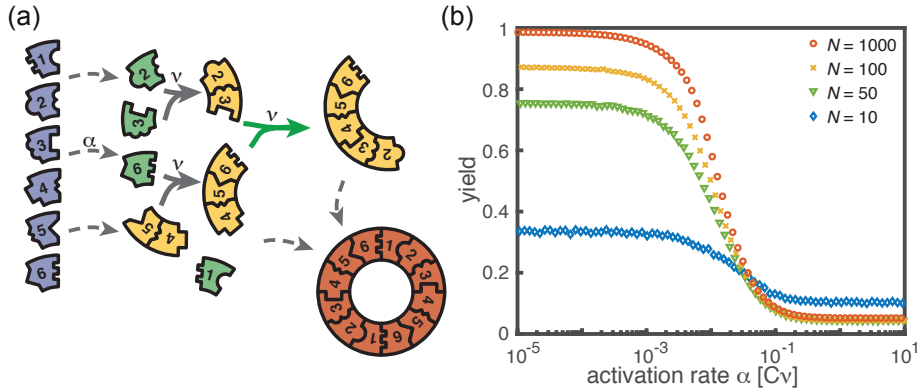 (a)
1
2
3
4
5
6
α
2
3
6
5 4
1
ν
ν
ν
2
3
6
5
4
6
5
4
3
2
6 1 2 3 4 5 6 1 2 3 4 5
(b)
1
0.8
0.6
0.4
0.2
0
yield
N = 1000
N = 100
N = 50
N = 10
10⁻⁵ 10⁻³ 10⁻¹ 10¹
activation rate α [Cν]